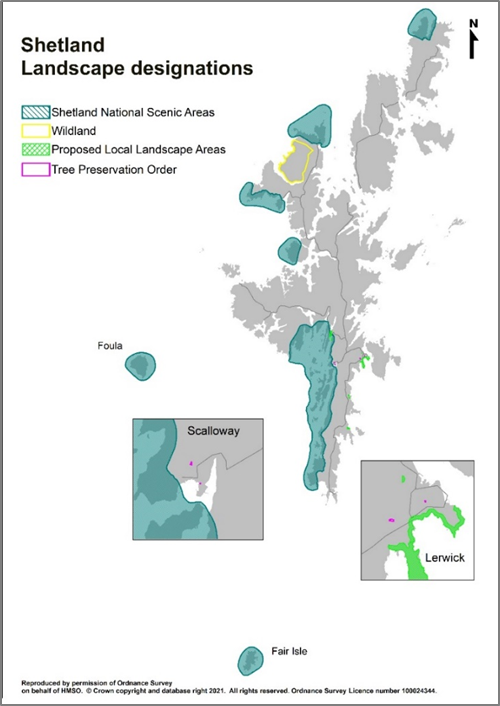 Shetland
Landscape designations
N
Shetland National Scenic Areas
Wildland
Proposed Local Landscape Areas
Tree Preservation Order
Foula
Scalloway
Lerwick
Fair Isle
Reproduced by permission of Ordnance Survey
on behalf of HMSO. © Crown copyright and database right 2021. All rights reserved. Ordnance Survey Licence number 100024344.